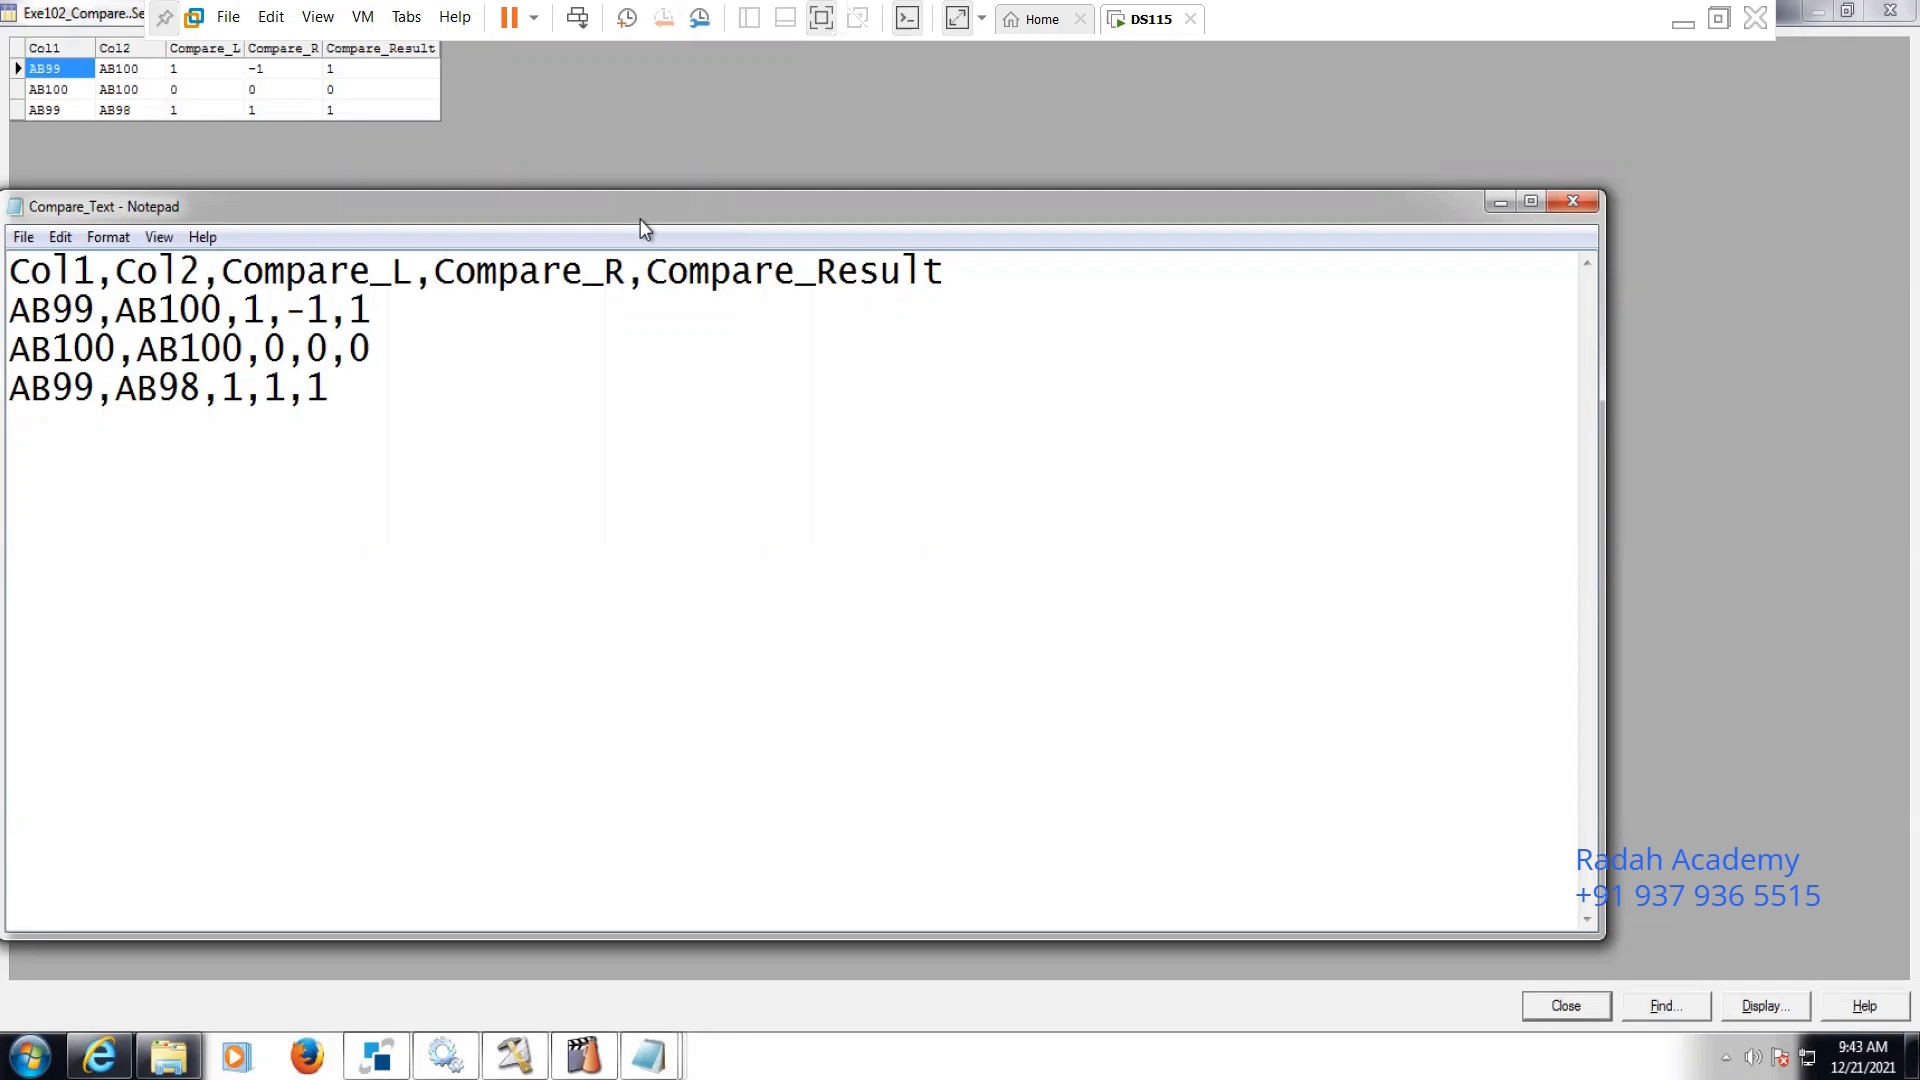 Exe102_Compare..Se
File Edit View VM Tabs Help
Home
DS115
Col1 Col2 Compare_L Compare_R Compare_Result
AB99 AB100 1 -1 1
AB100 AB100 0 0 0
AB99 AB98 1 1 1
Compare_Text - Notepad
File Edit Format View Help
Col1,Col2,Compare_L,Compare_R,Compare_Result
AB99,AB100,1,-1,1
AB100,AB100,0,0,0
AB99,AB98,1,1,1
Radah Academy
+91 937 936 5515
Close Find... Display... Help
9:43 AM
12/21/2021